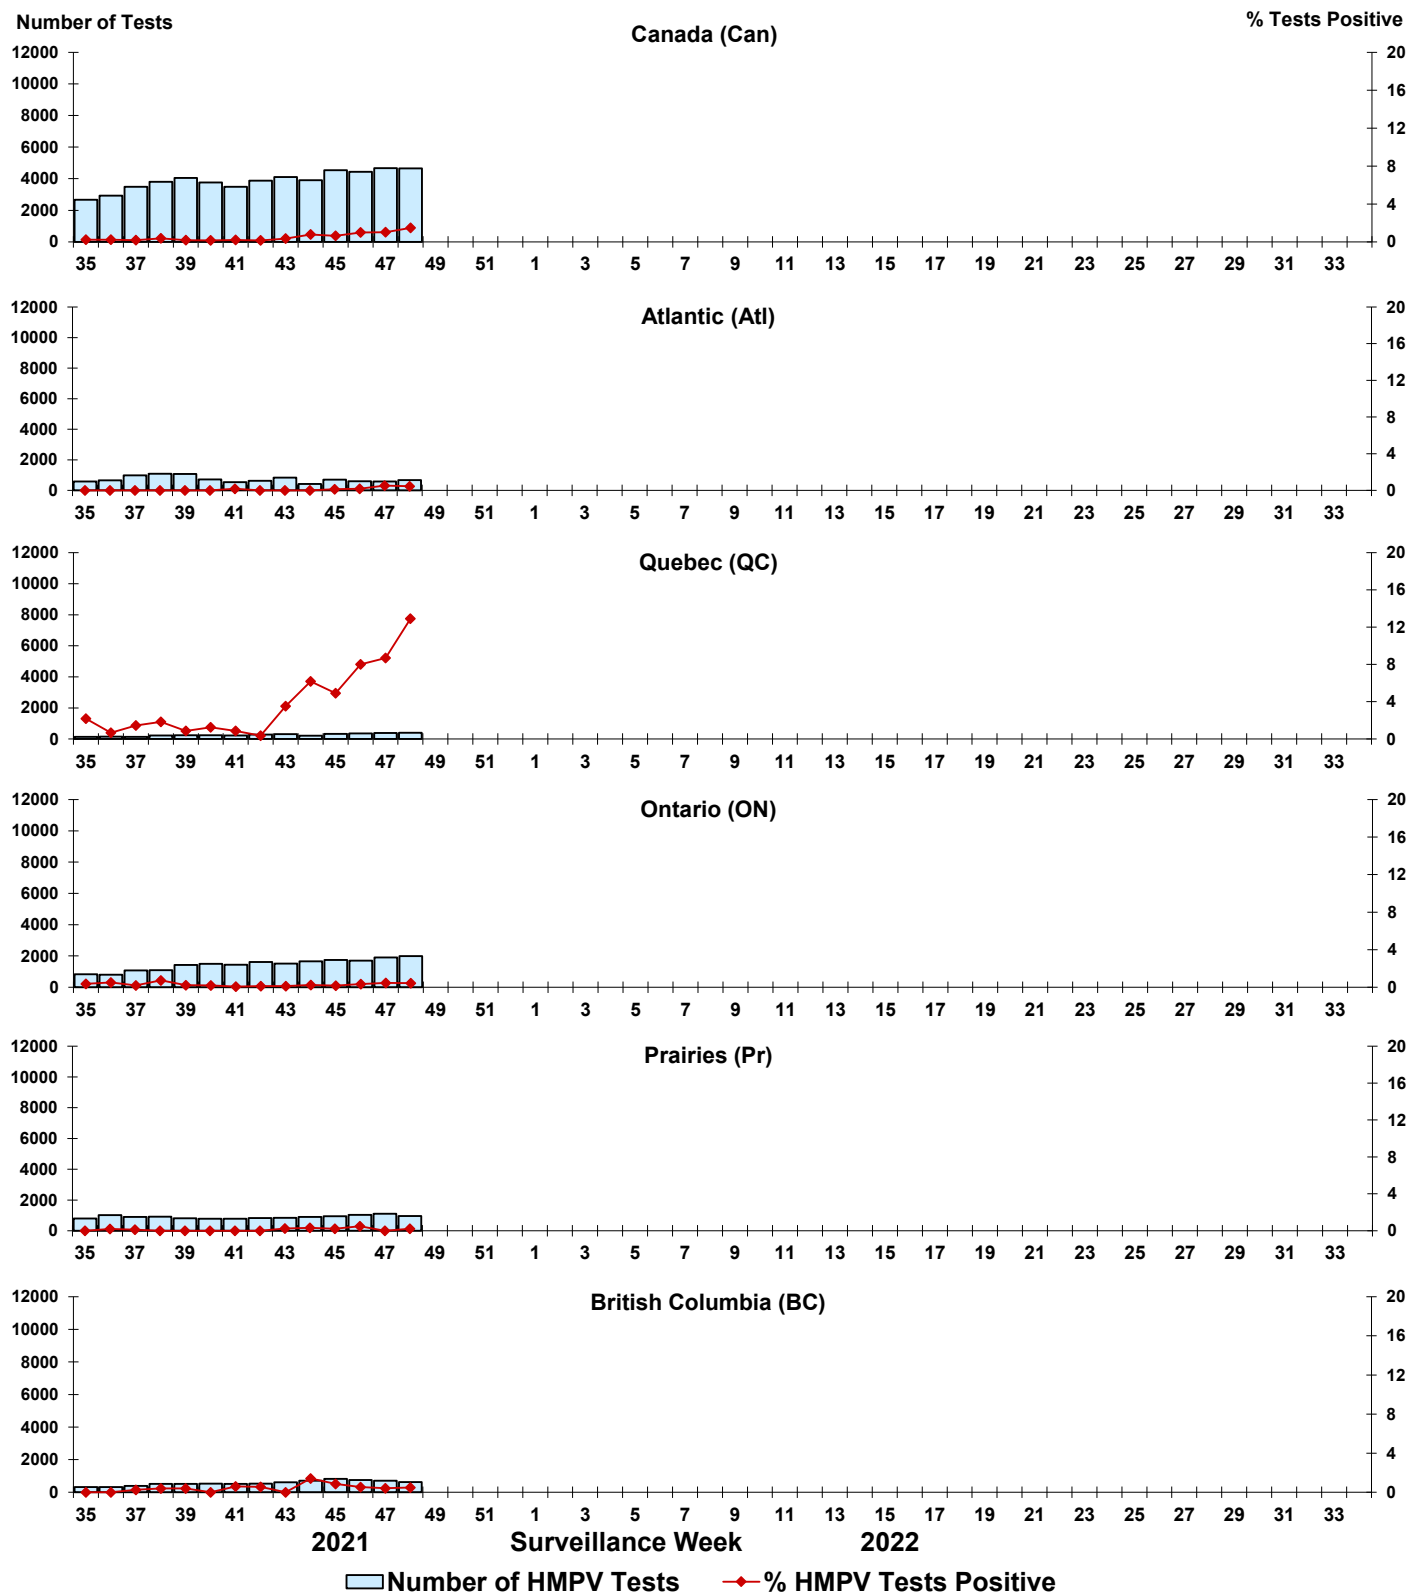 Number of Tests
% Tests Positive
Canada (Can)
12000 20
10000 16
8000 12
6000 8
4000 4
2000 0
0
35 37 39 41 43 45 47 49 51 1 3 5 7 9 11 13 15 17 19 21 23 25 27 29 31 33
Atlantic (Atl)
12000 20
10000 16
8000 12
6000 8
4000 4
2000 0
0
35 37 39 41 43 45 47 49 51 1 3 5 7 9 11 13 15 17 19 21 23 25 27 29 31 33
Quebec (QC)
12000 20
10000 16
8000 12
6000 8
4000 4
2000 0
0
35 37 39 41 43 45 47 49 51 1 3 5 7 9 11 13 15 17 19 21 23 25 27 29 31 33
Ontario (ON)
12000 20
10000 16
8000 12
6000 8
4000 4
2000 0
0
35 37 39 41 43 45 47 49 51 1 3 5 7 9 11 13 15 17 19 21 23 25 27 29 31 33
Prairies (Pr)
12000 20
10000 16
8000 12
6000 8
4000 4
2000 0
0
35 37 39 41 43 45 47 49 51 1 3 5 7 9 11 13 15 17 19 21 23 25 27 29 31 33
British Columbia (BC)
12000 20
10000 16
8000 12
6000 8
4000 4
2000 0
0
35 37 39 41 43 45 47 49 51 1 3 5 7 9 11 13 15 17 19 21 23 25 27 29 31 33
2021 Surveillance Week 2022
Number of HMPV Tests % HMPV Tests Positive